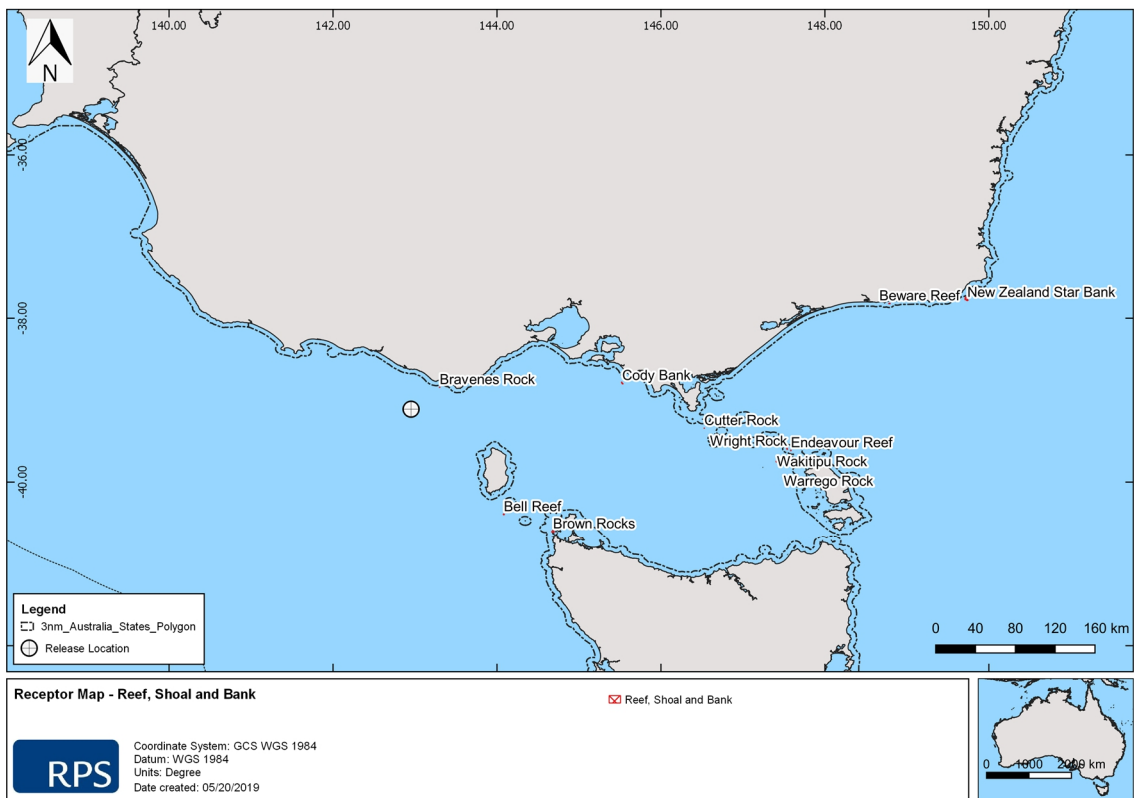 140.00
142.00
144.00
146.00
148.00
150.00
N
-36.00
-38.00
-40.00
Beware Reef
New Zealand Star Bank
Bravenes Rock
Cody Bank
Cutter Rock
Wright Rock
Endeavour Reef
Wakitipu Rock
Warrego Rock
Bell Reef
Brown Rocks
Legend
3nm_Australia_States_Polygon
Release Location
0 40 80 120 160 km
Receptor Map - Reef, Shoal and Bank
Reef, Shoal and Bank
RPS
Coordinate System: GCS WGS 1984
Datum: WGS 1984
Units: Degree
Date created: 05/20/2019
0 1000 2000 km